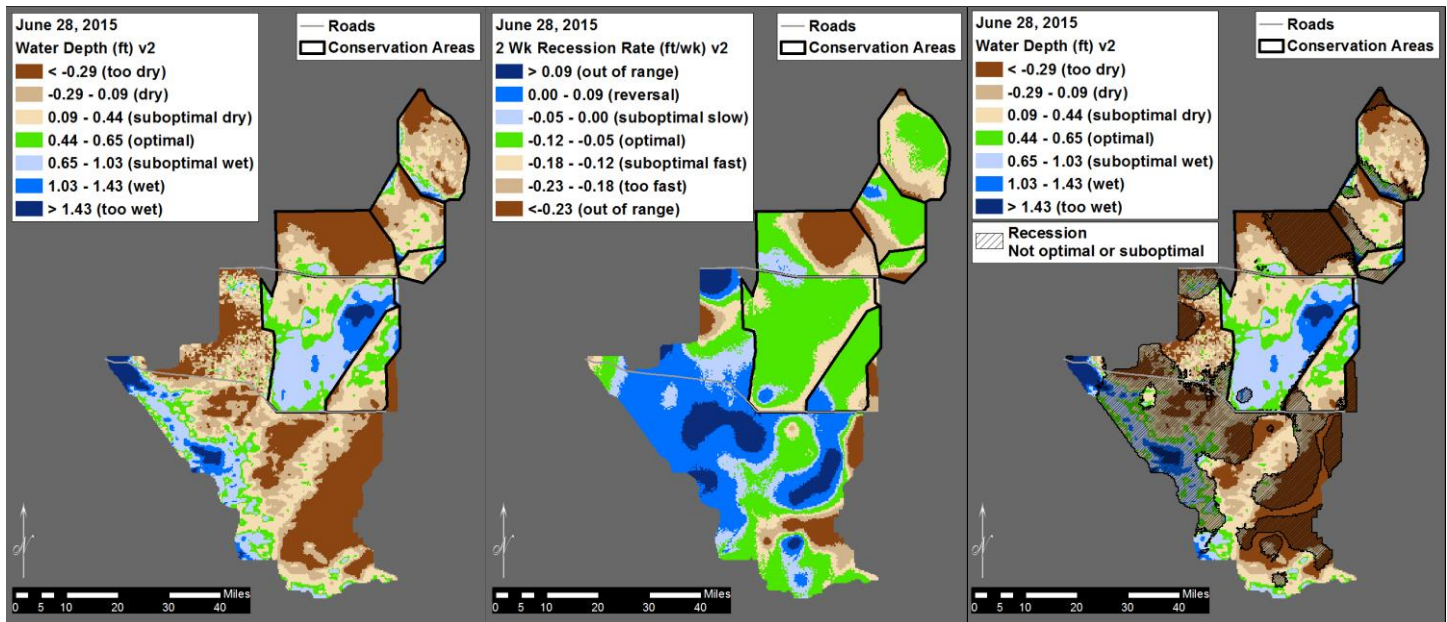 June 28, 2015
Water Depth (ft) v2
< -0.29 (too dry)
-0.29 - 0.09 (dry)
0.09 - 0.44 (suboptimal dry)
0.44 - 0.65 (optimal)
0.65 - 1.03 (suboptimal wet)
1.03 - 1.43 (wet)
> 1.43 (too wet)
Roads
Conservation Areas
N
Miles
0 5 10 20 30 40
June 28, 2015
2 Wk Recession Rate (ft/wk) v2
> 0.09 (out of range)
0.00 - 0.09 (reversal)
-0.05 - 0.00 (suboptimal slow)
-0.12 - -0.05 (optimal)
-0.18 - -0.12 (suboptimal fast)
-0.23 - -0.18 (too fast)
<-0.23 (out of range)
Roads
Conservation Areas
N
Miles
0 5 10 20 30 40
June 28, 2015
Water Depth (ft) v2
< -0.29 (too dry)
-0.29 - 0.09 (dry)
0.09 - 0.44 (suboptimal dry)
0.44 - 0.65 (optimal)
0.65 - 1.03 (suboptimal wet)
1.03 - 1.43 (wet)
> 1.43 (too wet)
Recession
Not optimal or suboptimal
Roads
Conservation Areas
N
Miles
0 5 10 20 30 40